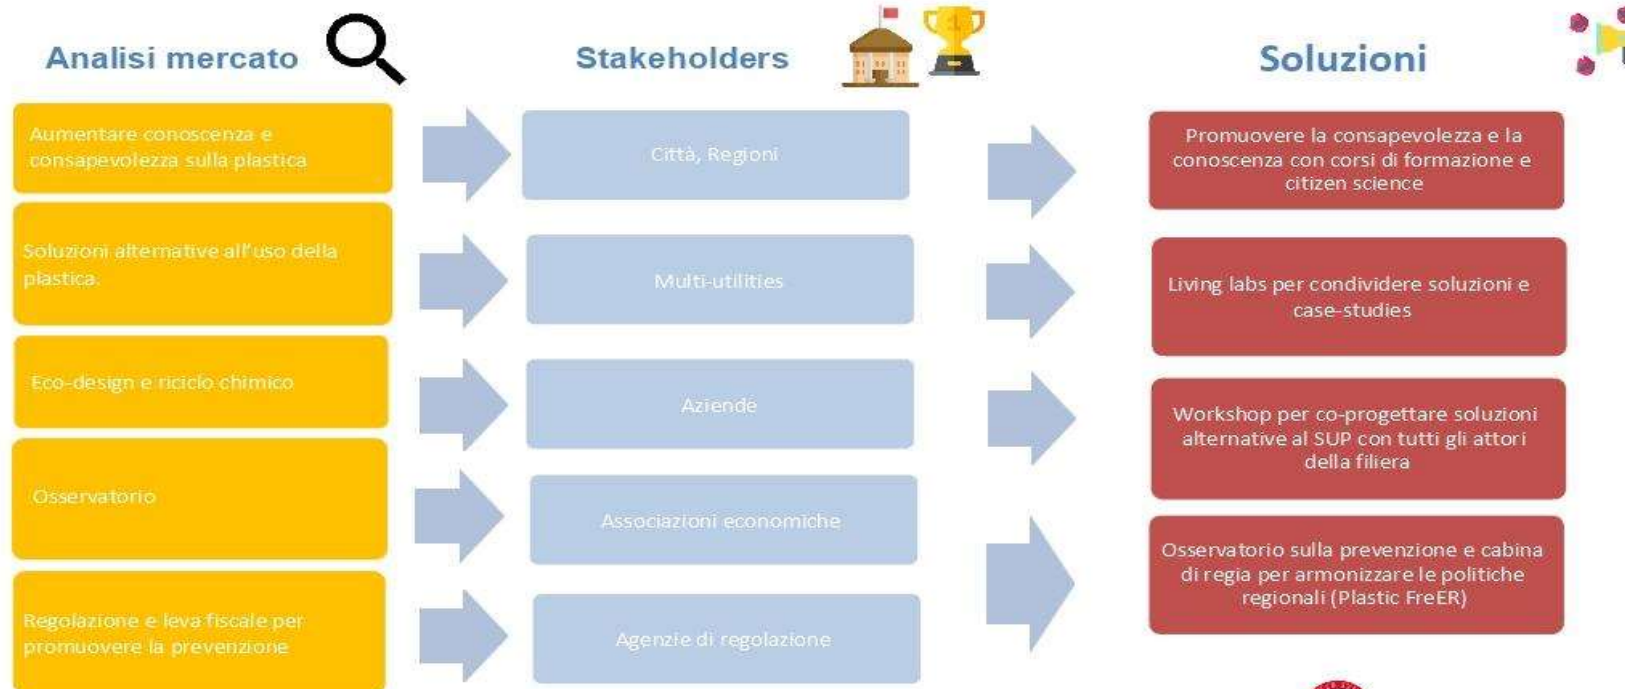 Analisi mercato
Stakeholders
Soluzioni
Aumentare conoscenza e
consapevolezza sulla plastica
Città, Regioni
Promuovere la consapevolezza e la
conoscenza con corsi di formazione e
citizen science
Soluzioni alternative all'uso della
plastica.
Multi-utilities
Living labs per condividere soluzioni e
case-studies
Eco-design e riciclo chimico
Aziende
Workshop per co-progettare soluzioni
alternative al SUP con tutti gli attori
della filiera
Osservatorio
Associazioni economiche
Osservatorio sulla prevenzione e cabina
di regia per armonizzare le politiche
regionali (Plastic FreER)
Regolazione e leva fiscale per
promuovere la prevenzione
Agenzie di regolazione
1